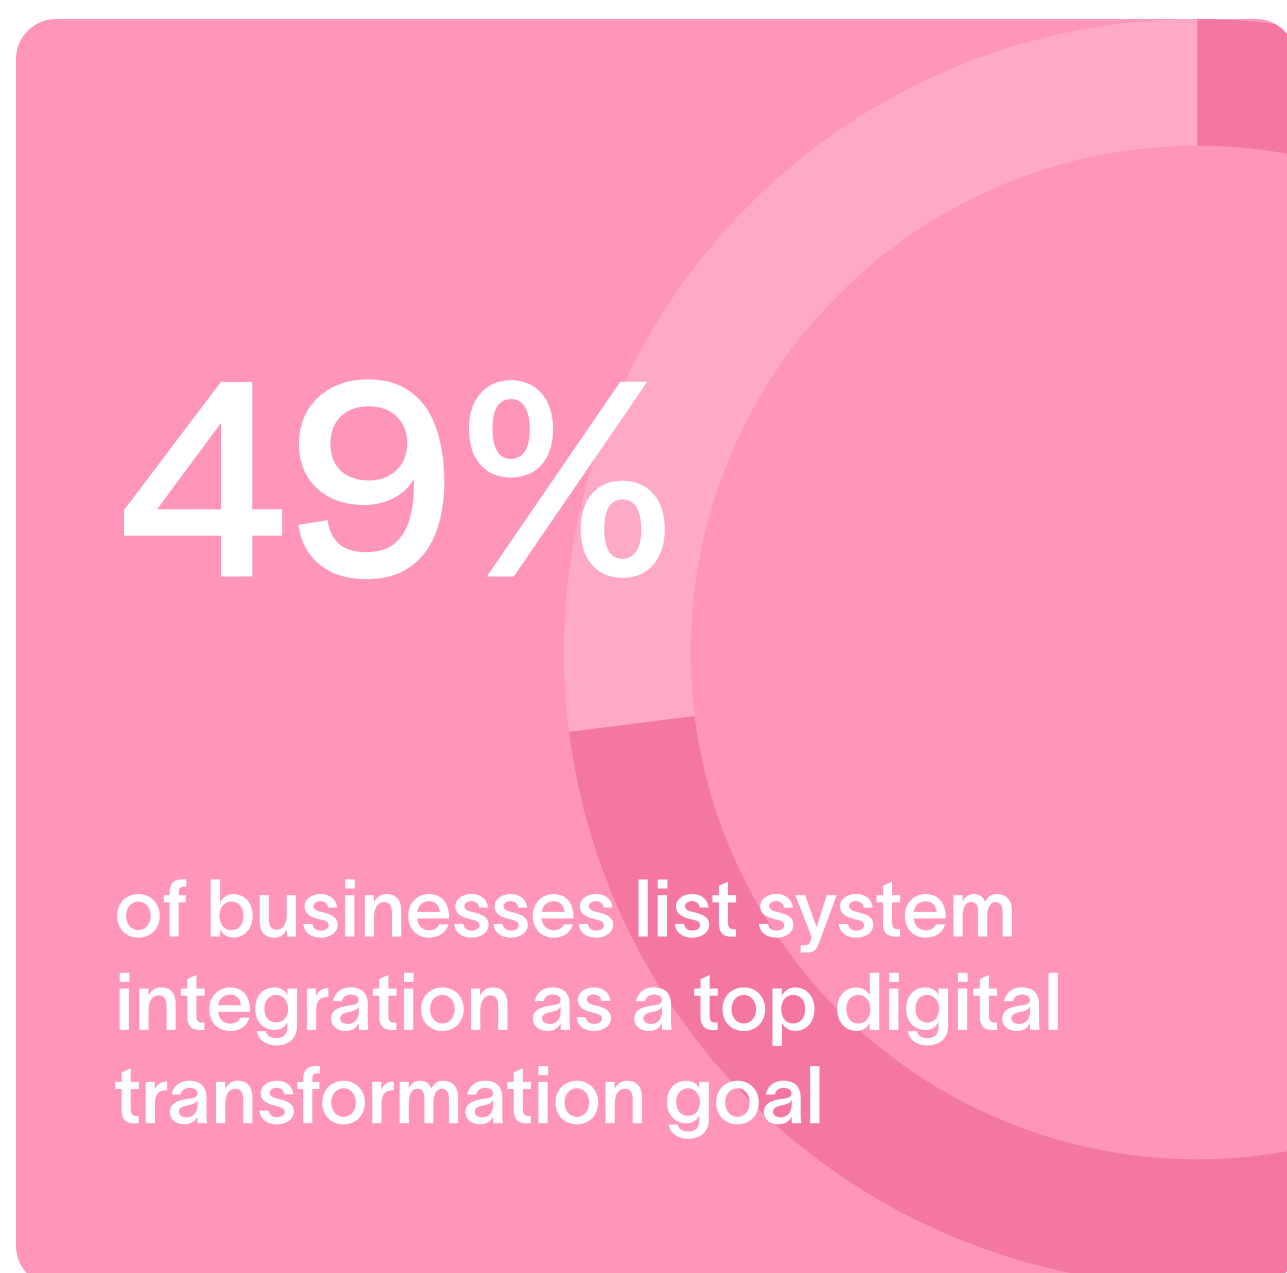 49%
of businesses list system
integration as a top digital
transformation goal